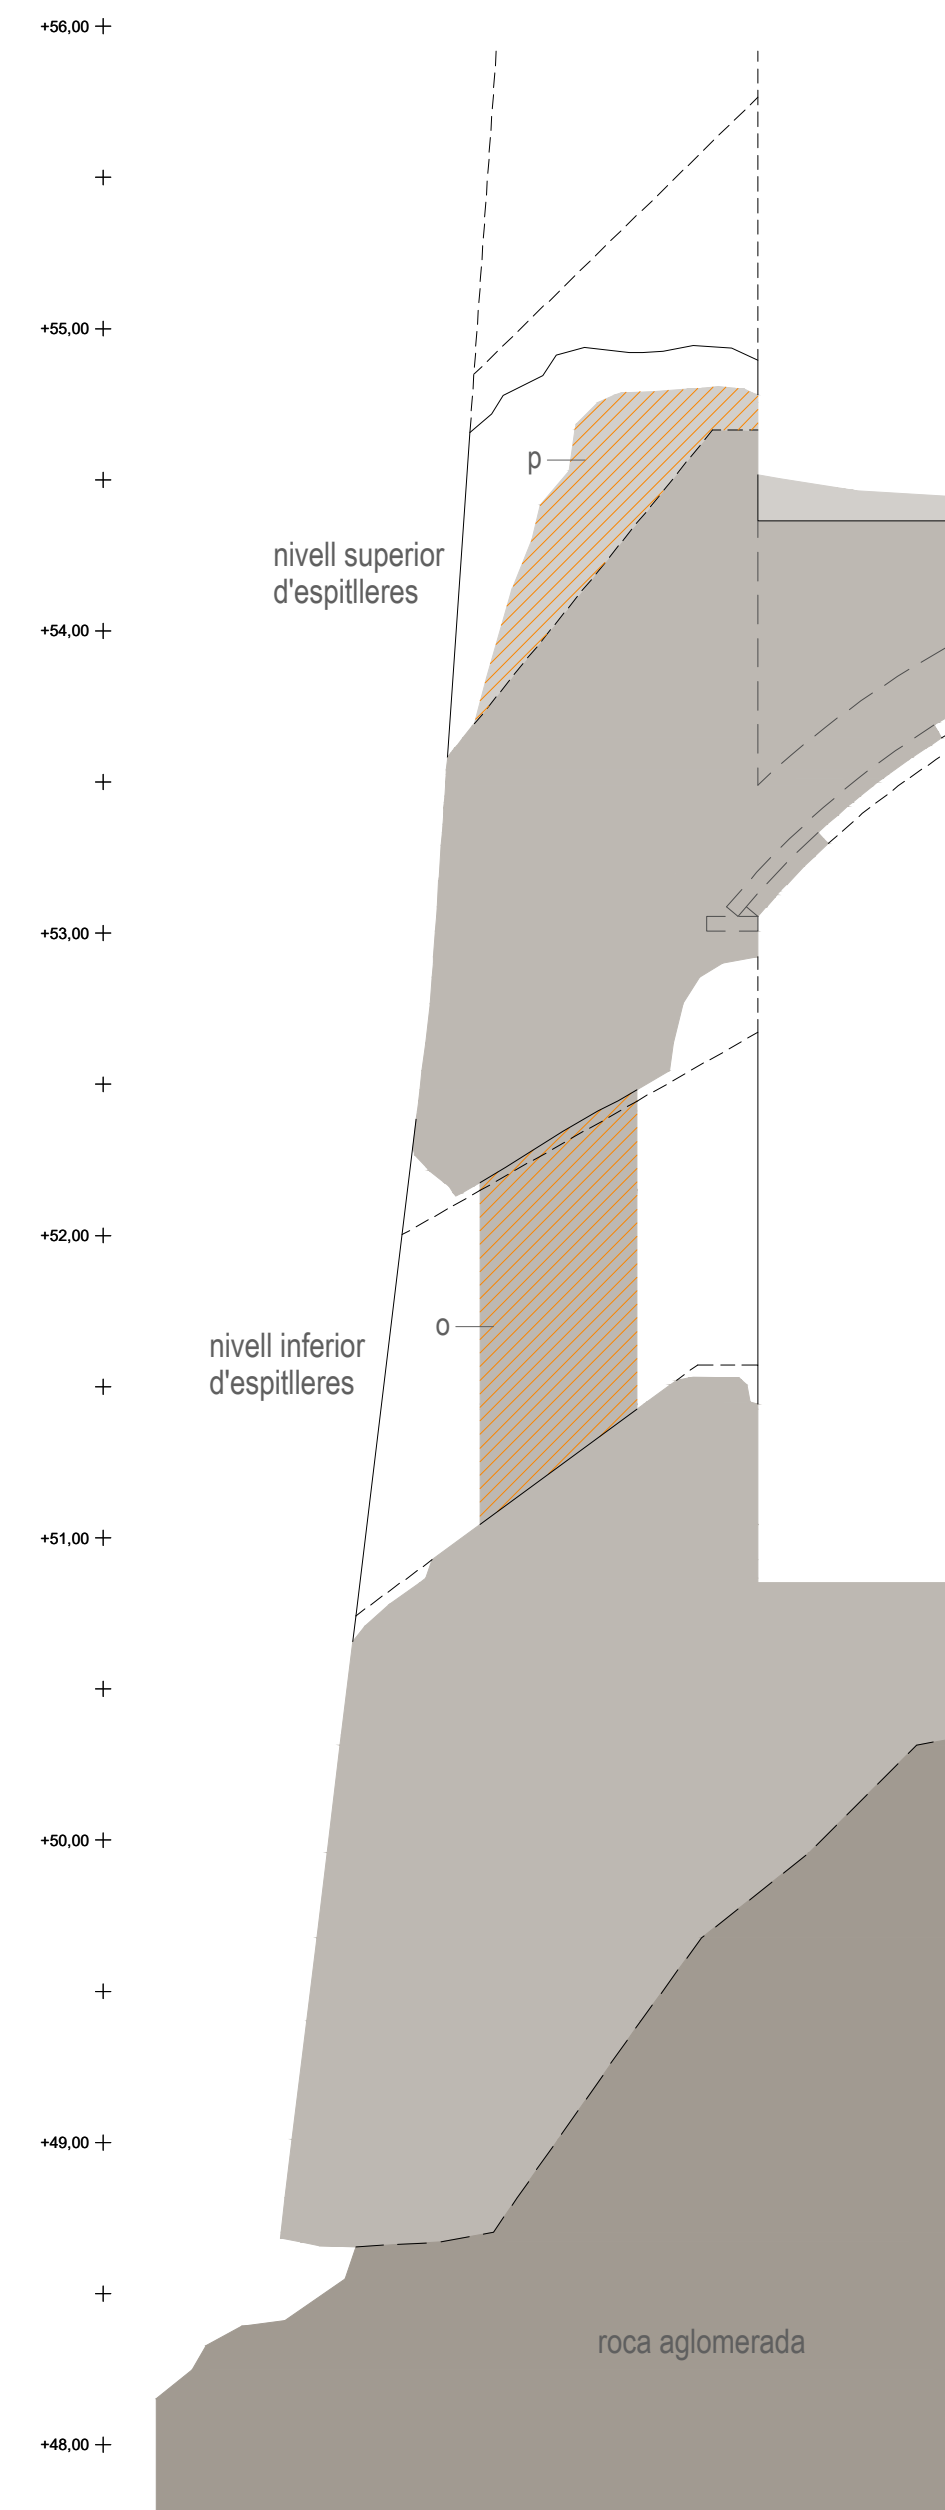 +56,00
+55,00
p
nivell superior
d'espitlleres
+54,00
+53,00
+52,00
o
nivell inferior
d'espitlleres
+51,00
+50,00
+49,00
roca aglomerada
+48,00